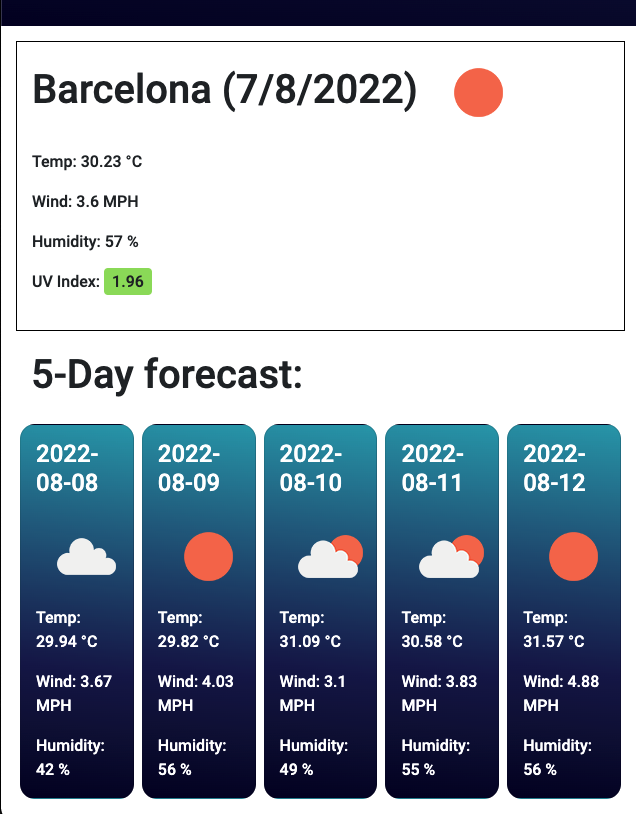 Barcelona (7/8/2022)
Temp: 30.23 °C
Wind: 3.6 MPH
Humidity: 57 %
UV Index: 1.96
5-Day forecast:
2022-
08-08
Temp:
29.94 °C
Wind: 3.67
MPH
Humidity:
42 %
2022-
08-09
Temp:
29.82 °C
Wind: 4.03
MPH
Humidity:
56 %
2022-
08-10
Temp:
31.09 °C
Wind: 3.1
MPH
Humidity:
49 %
2022-
08-11
Temp:
30.58 °C
Wind: 3.83
MPH
Humidity:
55 %
2022-
08-12
Temp:
31.57 °C
Wind: 4.88
MPH
Humidity:
56 %